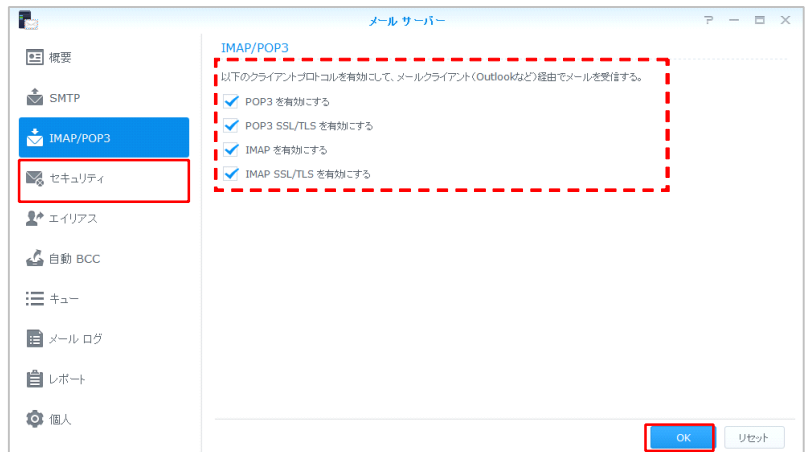 メール サーバー
概要
SMTP
IMAP/POP3
セキュリティ
エイリアス
自動 BCC
キュー
メール ログ
レポート
個人
IMAP/POP3
以下のクライアントプロトコルを有効にして、メールクライアント(Outlookなど)経由でメールを受信する。
POP3 を有効にする
POP3 SSL/TLS を有効にする
IMAP を有効にする
IMAP SSL/TLS を有効にする
OK
リセット